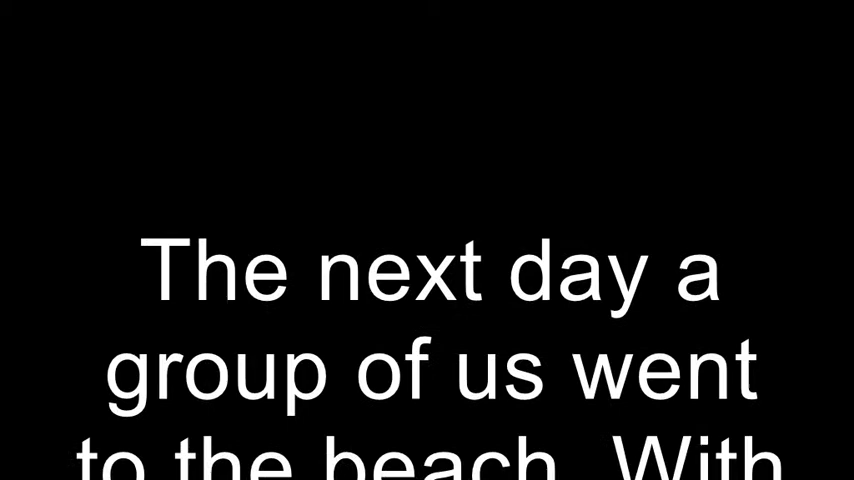 The next day a
group of us went
to the beach. With